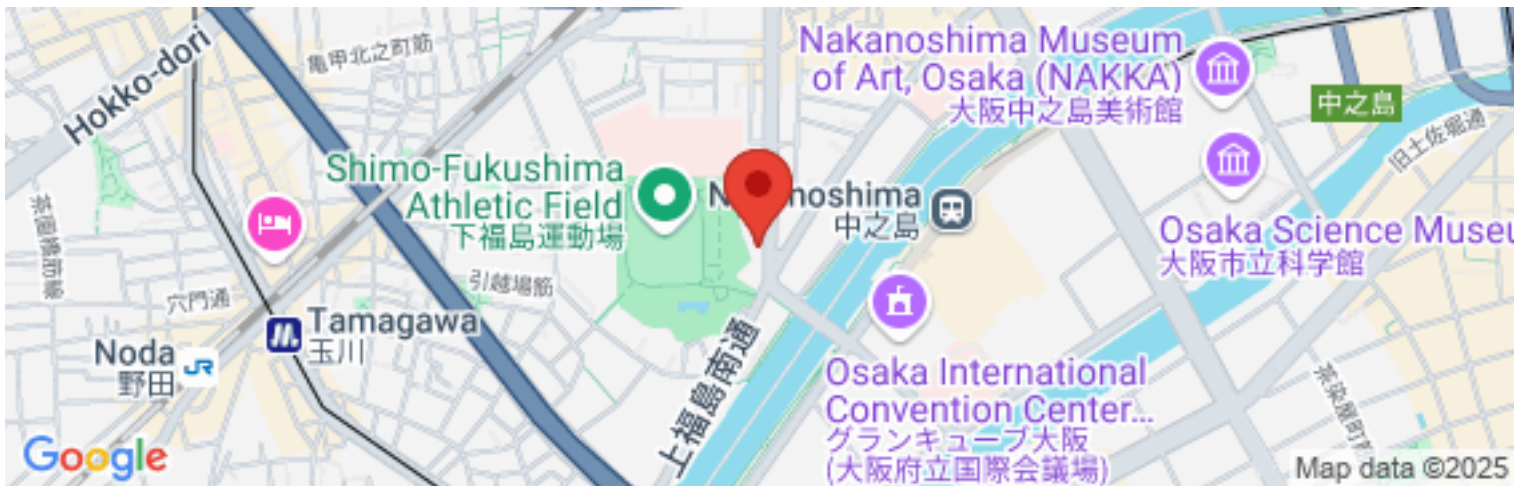 Hokko-dori
亀甲北之町筋
Nakanoshima Museum
of Art, Osaka (NAKKA)
大阪中之島美術館
中之島
旧土佐堀通
Shimo-Fukushima
Athletic Field
下福島運動場
Nakanoshima
中之島
Osaka Science Museu
大阪市立科学館
引越場筋
穴門通
Tamagawa
玉川
Noda
野田
JR
上福島南通
Osaka International
Convention Center...
グランキューブ大阪
(大阪府立国際会議場)
Google
Map data ©2025